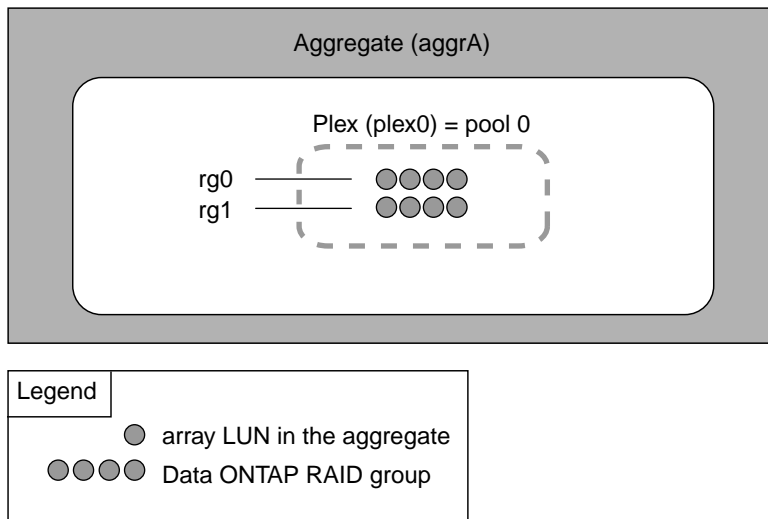 Aggregate (aggrA)
Plex (plex0) = pool 0
rg0
rg1
Legend
array LUN in the aggregate
Data ONTAP RAID group